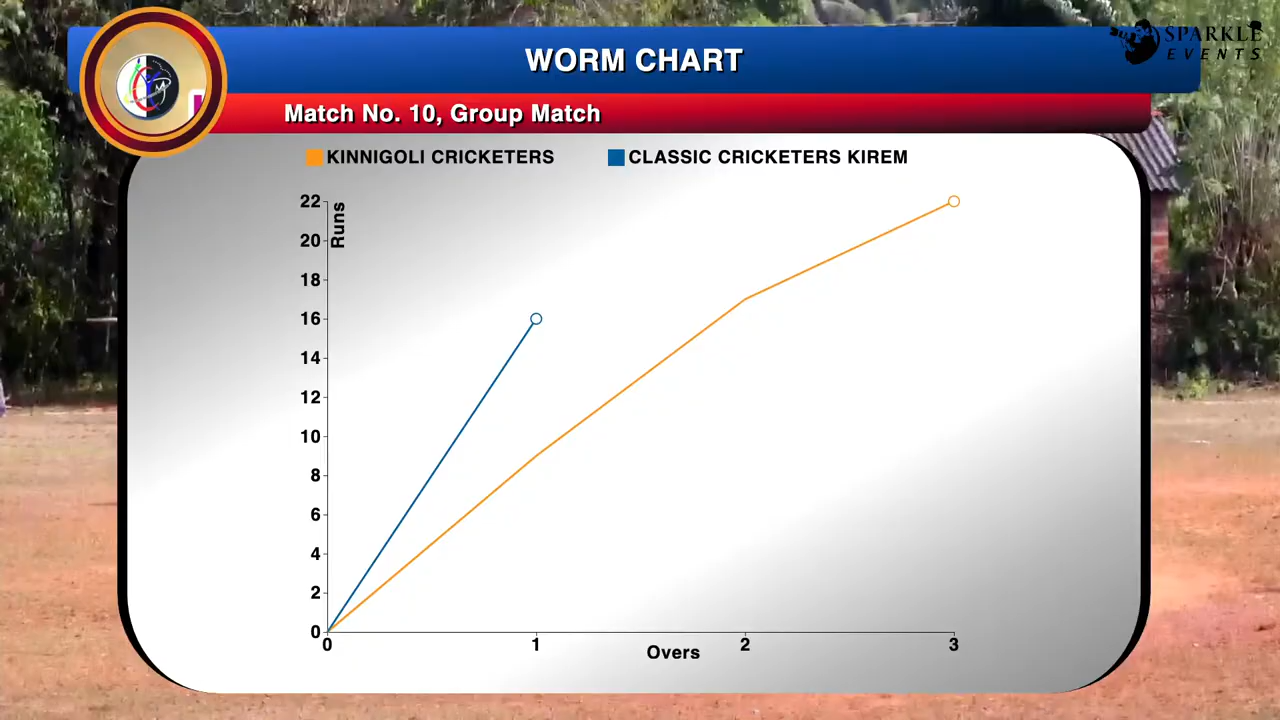 SPARKLE
EVENTS
WORM CHART
Match No. 10, Group Match
KINNIGOLI CRICKETERS
CLASSIC CRICKETERS KIREM
Runs
22
20
18
16
14
12
10
8
6
4
2
0
0 1 2 3
Overs